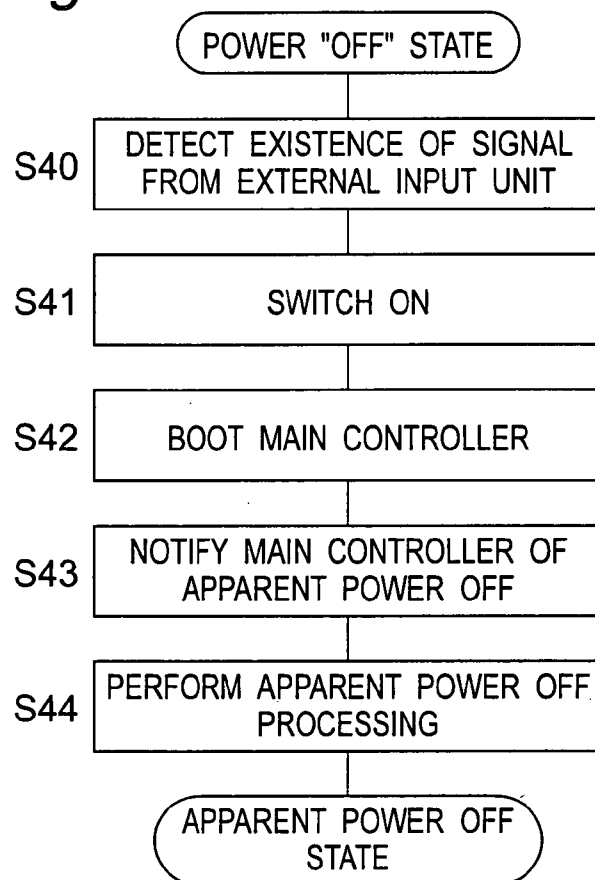 POWER "OFF" STATE
S40
DETECT EXISTENCE OF SIGNAL
FROM EXTERNAL INPUT UNIT
S41
SWITCH ON
S42
BOOT MAIN CONTROLLER
S43
NOTIFY MAIN CONTROLLER OF
APPARENT POWER OFF
S44
PERFORM APPARENT POWER OFF
PROCESSING
APPARENT POWER OFF
STATE